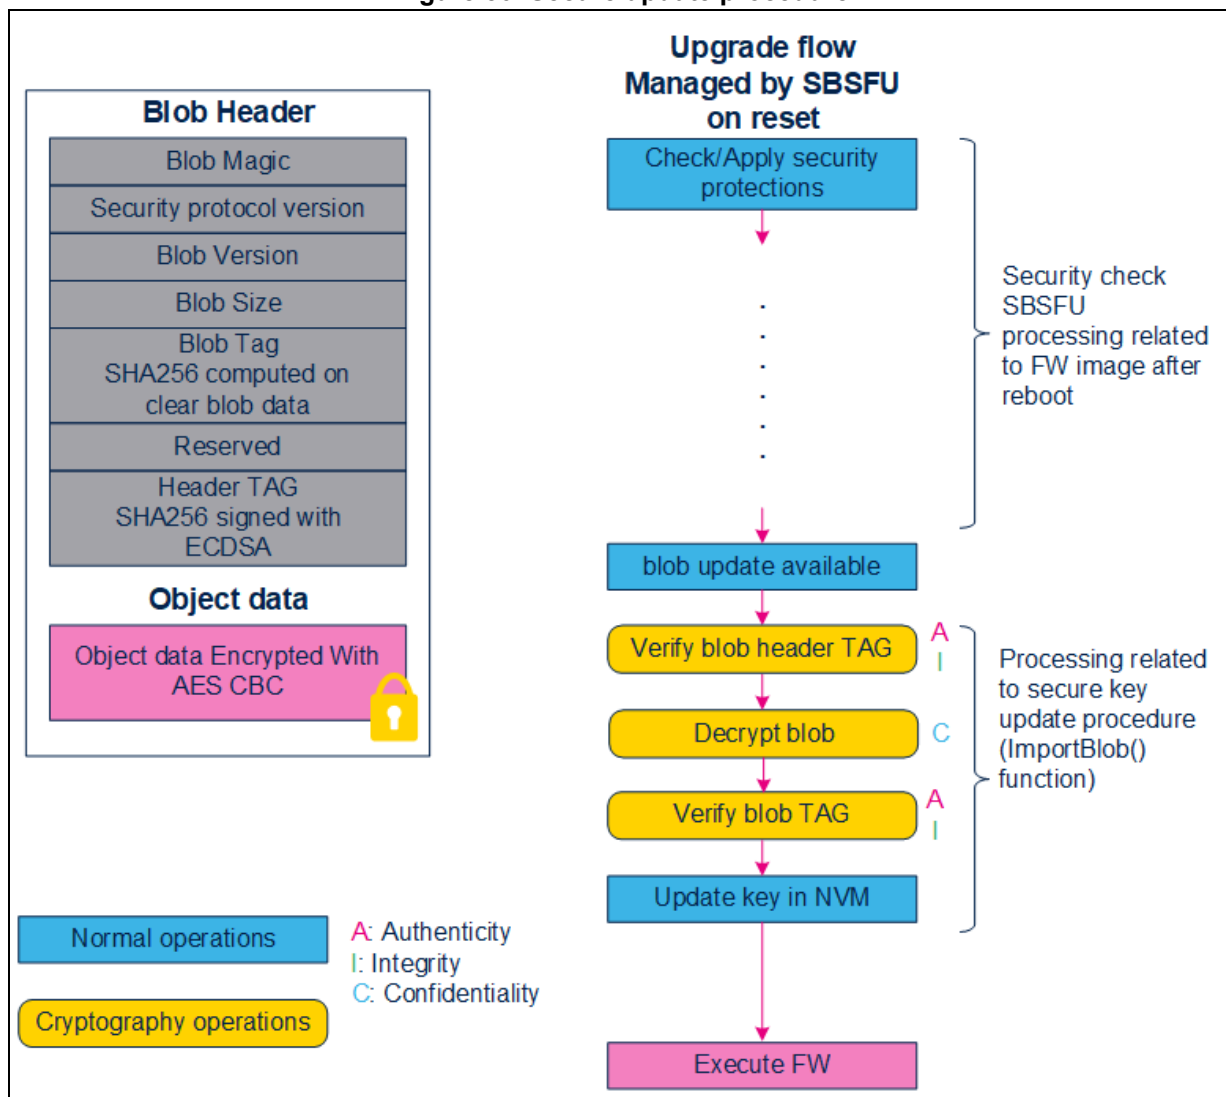 Blob Header
Blob Magic
Security protocol version
Blob Version
Blob Size
Blob Tag
SHA256 computed on
clear blob data
Reserved
Header TAG
SHA256 signed with
ECDSA
Object data
Object data Encrypted With
AES CBC
Upgrade flow
Managed by SBSFU
on reset
Check/Apply security
protections
Security check
SBSFU
processing related
to FW image after
reboot
blob update available
Verify blob header TAG
A
I
Decrypt blob
C
Verify blob TAG
A
I
Update key in NVM
Processing related
to secure key
update procedure
(ImportBlob()
function)
Execute FW
Normal operations
Cryptography operations
A: Authenticity
I: Integrity
C: Confidentiality